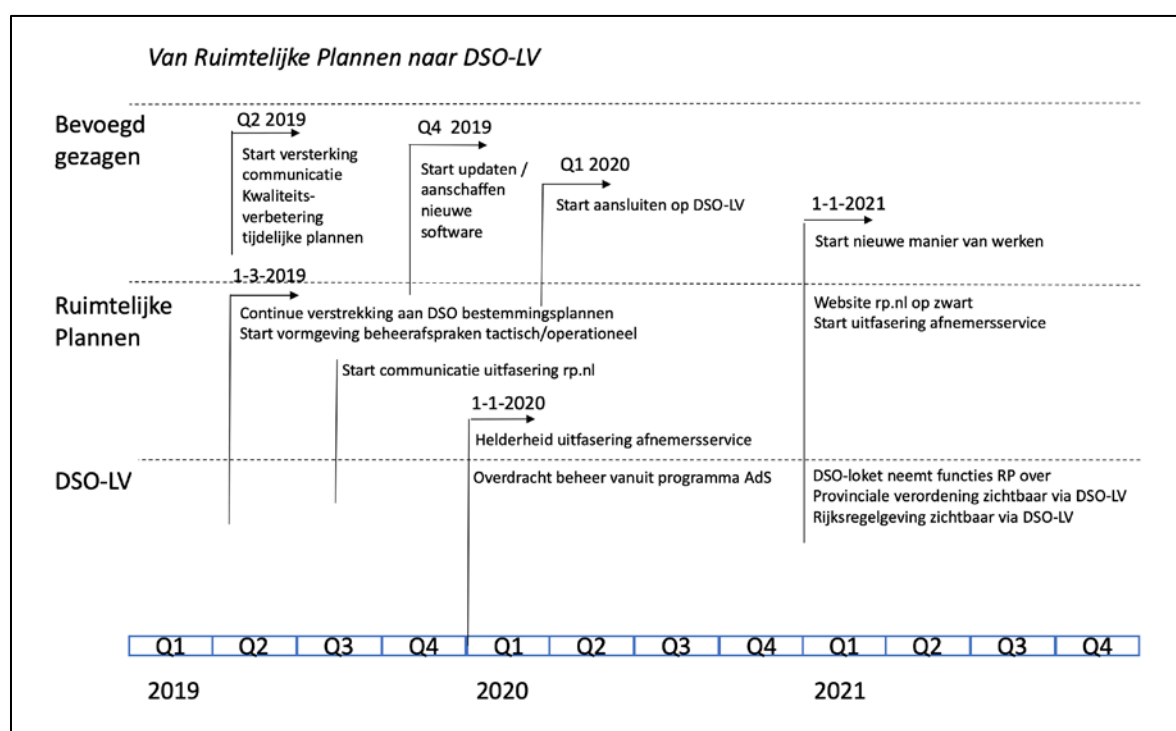 Van Ruimtelijke Plannen naar DSO-LV
Bevoegd
gezagen
Q2 2019
Start versterking
communicatie
Kwaliteits-
verbetering
tijdelijke plannen
Q4 2019
Start updaten /
aanschaffen
nieuwe
software
Q1 2020
Start aansluiten op DSO-LV
1-1-2021
Start nieuwe manier van werken
Ruimtelijke
Plannen
1-3-2019
Continue verstrekking aan DSO bestemmingsplannen
Start vormgeving beheerafspraken tactisch/operationeel
Start communicatie uitfasering rp.nl
1-1-2020
Helderheid uitfasering afnemersservice
Website rp.nl op zwart
Start uitfasering afnemersservice
DSO-LV
Overdracht beheer vanuit programma AdS
DSO-loket neemt functies RP over
Provinciale verordening zichtbaar via DSO-LV
Rijksregelgeving zichtbaar via DSO-LV
Q1 Q2 Q3 Q4 Q1 Q2 Q3 Q4 Q1 Q2 Q3 Q4
2019 2020 2021